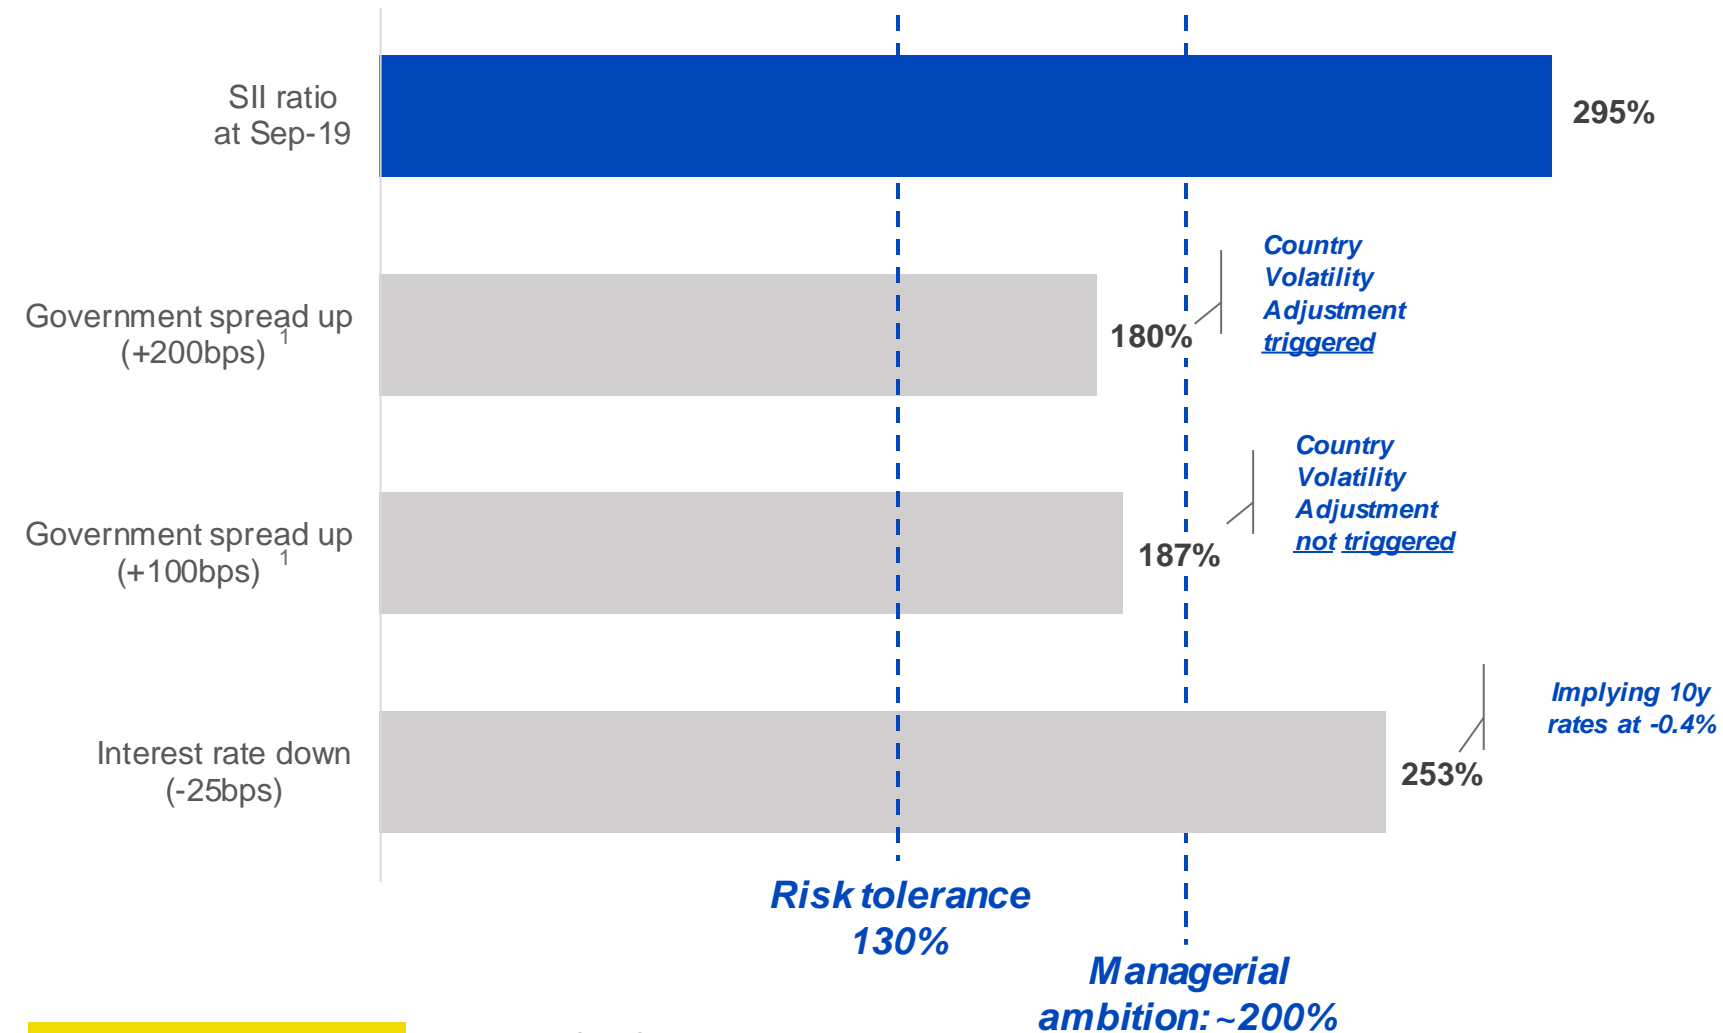 SII ratio
at Sep-19
295%
Government spread up
(+200bps) 1
180%
Country
Volatility
Adjustment
triggered
Government spread up
(+100bps) 1
187%
Country
Volatility
Adjustment
not triggered
Interest rate down
(-25bps)
253%
Implying 10y
rates at -0.4%
Risk tolerance
130%
Managerial
ambition: ~200%